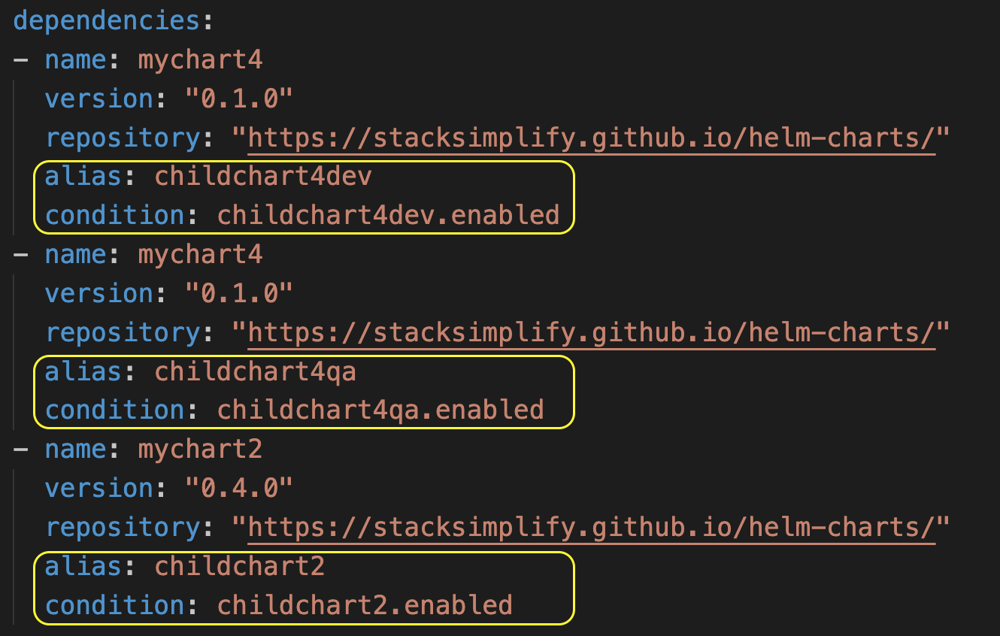 dependencies:
- name: mychart4
  version: "0.1.0"
  repository: "https://stacksimplify.github.io/helm-charts/"
  alias: childchart4dev
  condition: childchart4dev.enabled
- name: mychart4
  version: "0.1.0"
  repository: "https://stacksimplify.github.io/helm-charts/"
  alias: childchart4qa
  condition: childchart4qa.enabled
- name: mychart2
  version: "0.4.0"
  repository: "https://stacksimplify.github.io/helm-charts/"
  alias: childchart2
  condition: childchart2.enabled